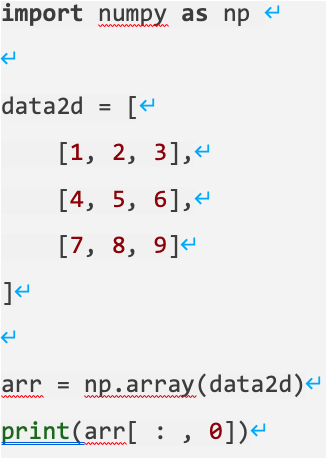 import numpy as np ↵
↵
data2d = [↵
    [1, 2, 3],↵
    [4, 5, 6],↵
    [7, 8, 9]↵
]↵
↵
arr = np.array(data2d)↵
print(arr[ : , 0])↵